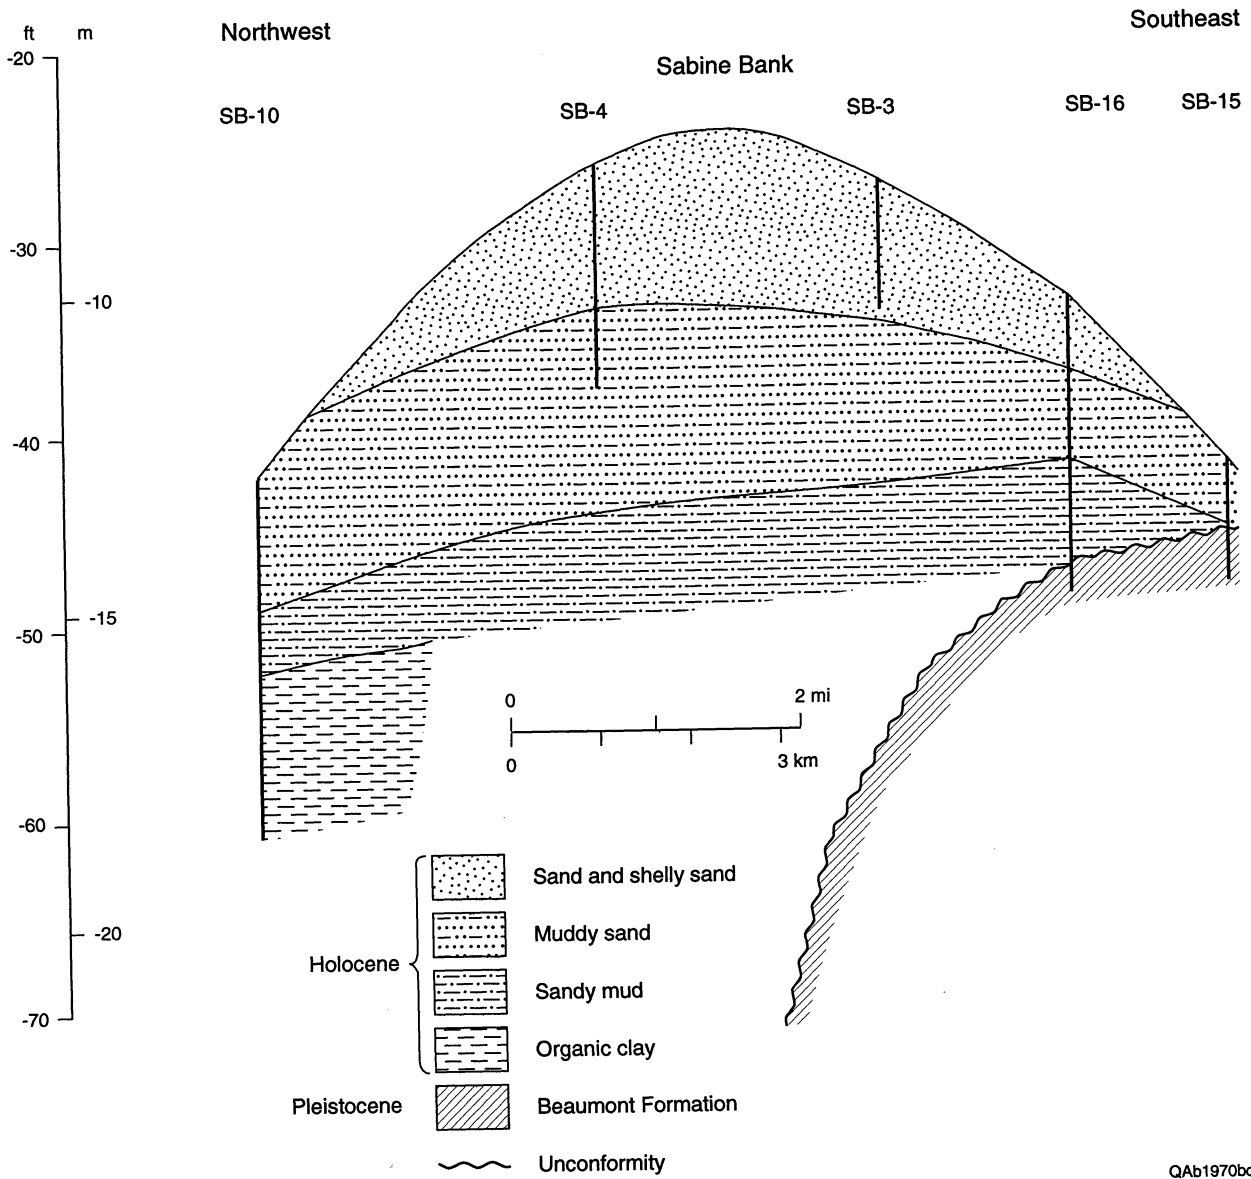 ft m Northwest Southeast
Sabine Bank
SB-10 SB-4 SB-3 SB-16 SB-15
-20
-30
-10
-40
-15
-50
-60
-20
-70
0 2 mi
0 3 km
Holocene
Sand and shelly sand
Muddy sand
Sandy mud
Organic clay
Pleistocene Beaumont Formation
Unconformity
QAb1970bc